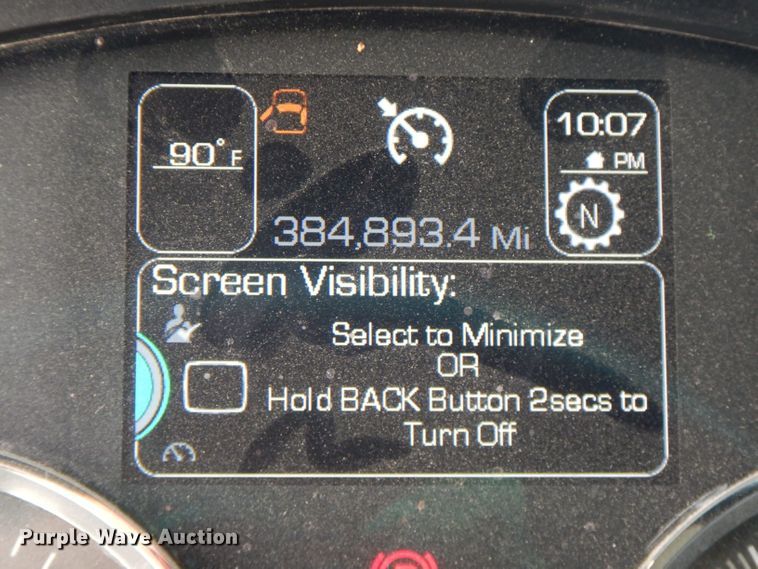 90°F
10:07
PM
N
384,893.4 Mi
Screen Visibility:
Select to Minimize
OR
Hold BACK Button 2secs to
Turn Off
Purple Wave Auction